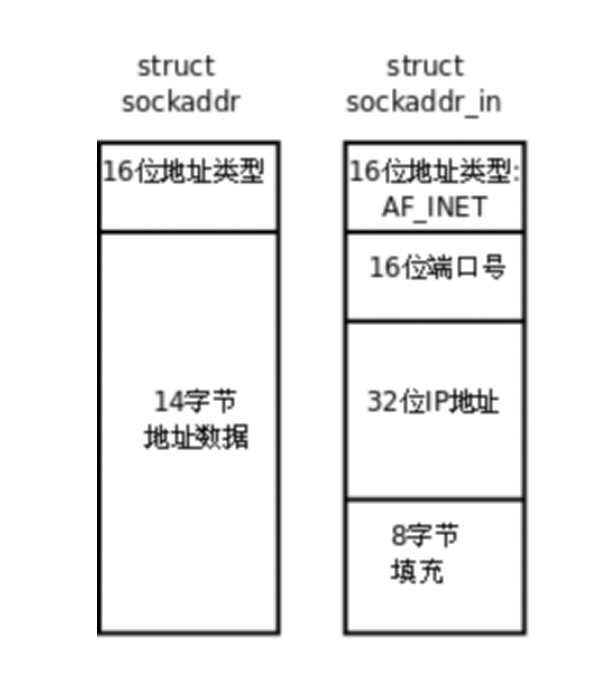 struct
sockaddr
16位地址类型
14字节
地址数据
struct
sockaddr_in
16位地址类型:
AF_INET
16位端口号
32位IP地址
8字节
填充